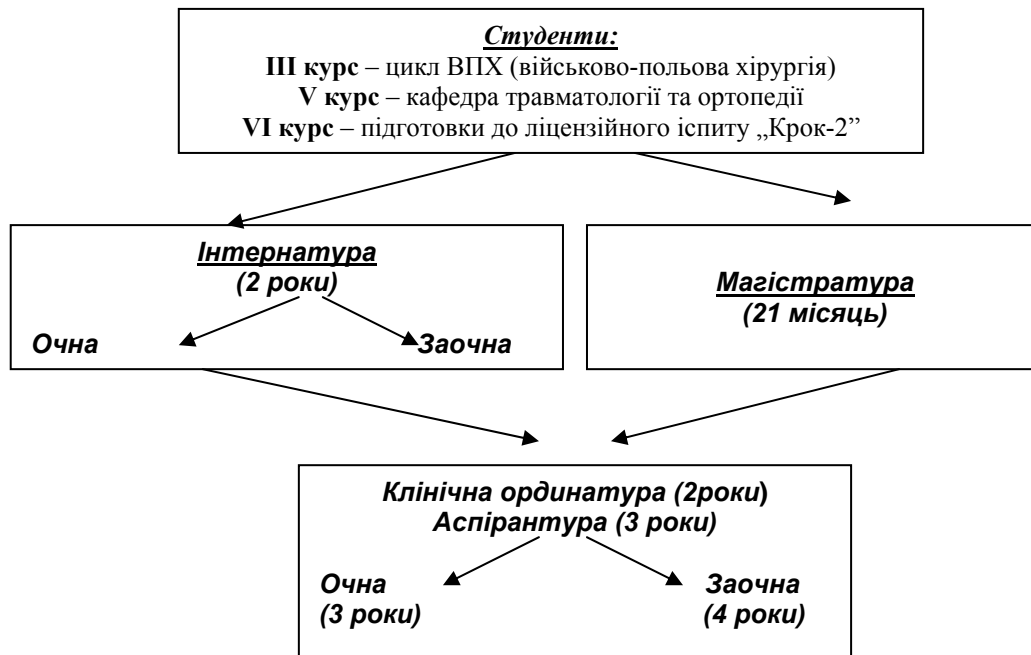 Студенти:
III курс – цикл ВПХ (військово-польова хірургія)
V курс – кафедра травматології та ортопедії
VI курс – підготовки до ліцензійного іспиту „Крок-2”
Інтернатура
(2 роки)
Очна
Заочна
Магістратура
(21 місяць)
Клінічна ординатура (2роки)
Аспірантура (3 роки)
Очна
(3 роки)
Заочна
(4 роки)